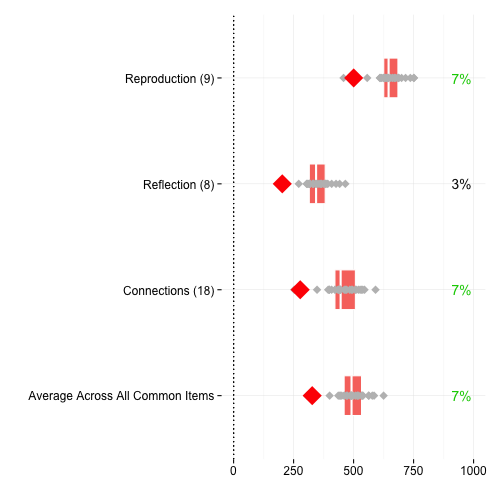 Reproduction (9) 7%
Reflection (8) 3%
Connections (18) 7%
Average Across All Common Items 7%
0 250 500 750 1000